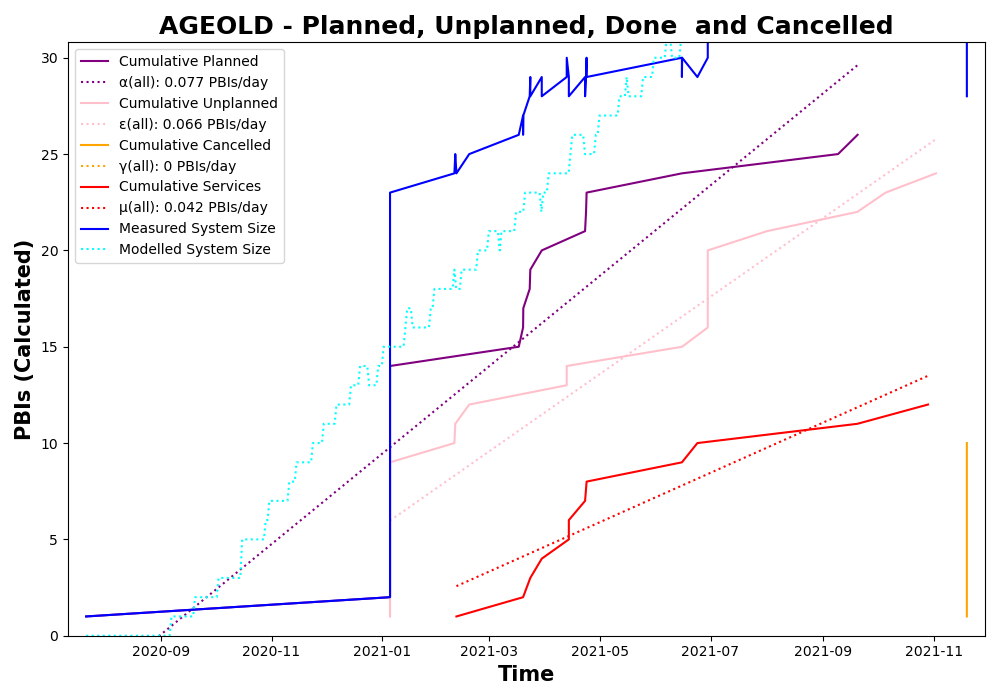 AGEOLD - Planned, Unplanned, Done  and Cancelled
PBIs (Calculated)
30
25
20
15
10
5
0
Cumulative Planned
α(all): 0.077 PBIs/day
Cumulative Unplanned
ε(all): 0.066 PBIs/day
Cumulative Cancelled
γ(all): 0 PBIs/day
Cumulative Services
μ(all): 0.042 PBIs/day
Measured System Size
Modelled System Size
2020-09 2020-11 2021-01 2021-03 2021-05 2021-07 2021-09 2021-11
Time